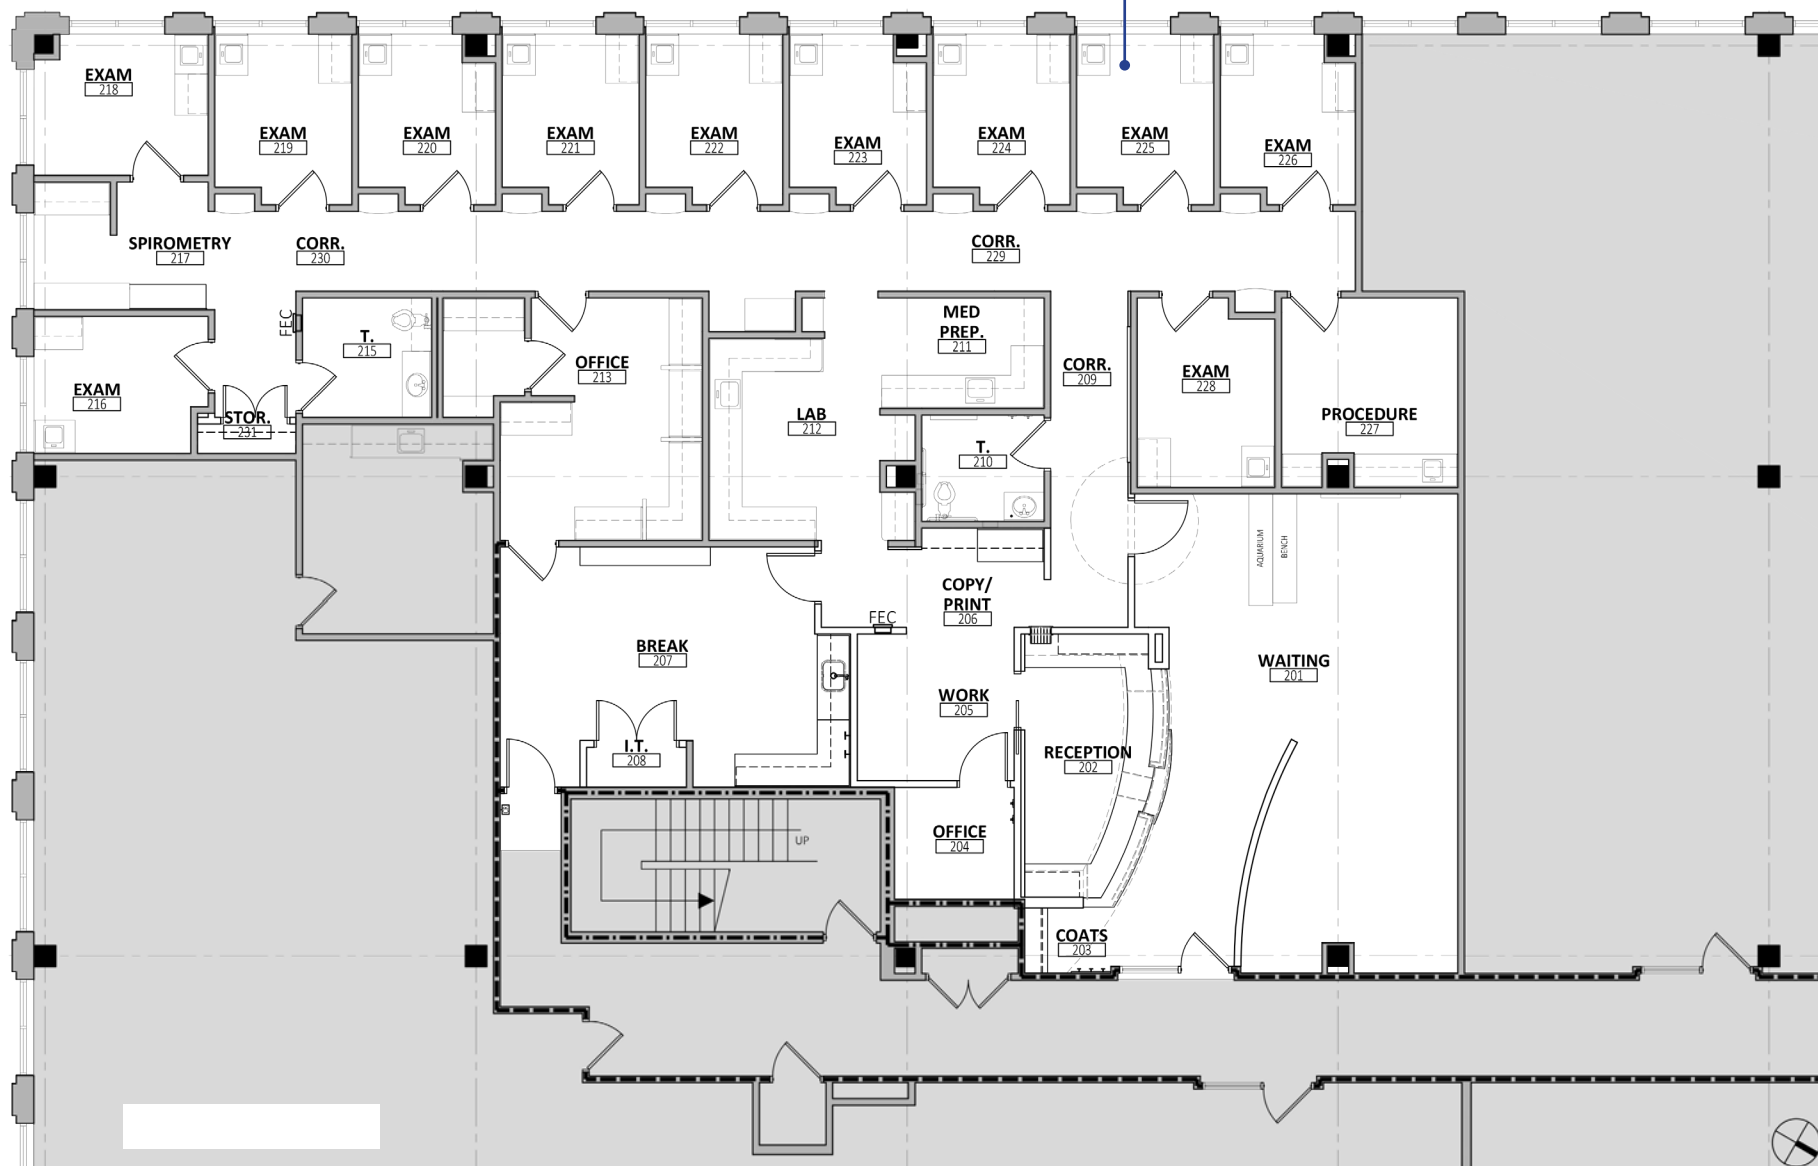 EXAM
218
EXAM
219
EXAM
220
EXAM
221
EXAM
222
EXAM
223
EXAM
224
EXAM
225
EXAM
226
SPIROMETRY
217
CORR.
230
CORR.
229
FEC
T.
215
OFFICE
213
MED
PREP.
211
CORR.
209
EXAM
228
PROCEDURE
227
EXAM
216
STOR.
231
LAB
212
T.
210
AQUARIUM
BENCH
COPY/
PRINT
206
FEC
BREAK
207
WORK
205
WAITING
201
I.T.
208
RECEPTION
202
UP
OFFICE
204
COATS
203